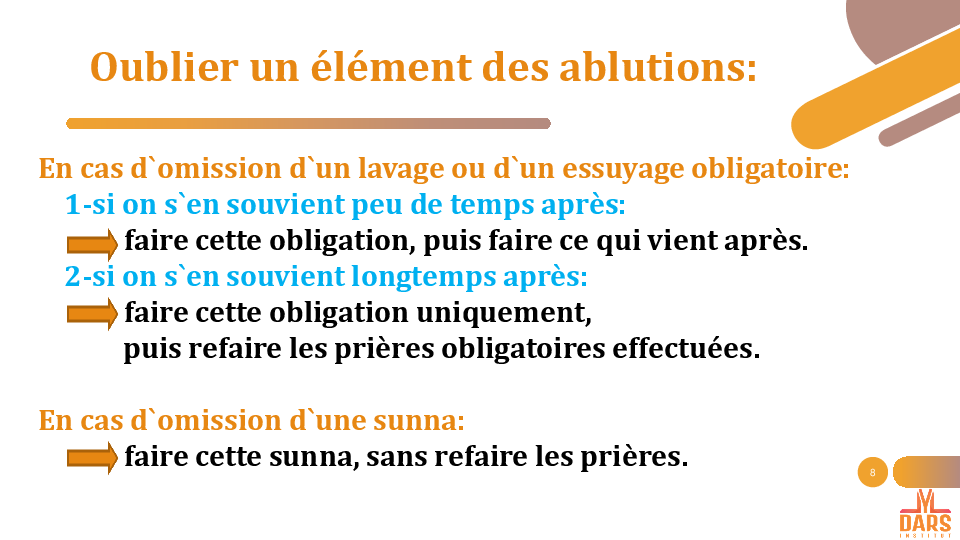 Oublier un élément des ablutions:
En cas d`omission d`un lavage ou d`un essuyage obligatoire:
1-si on s`en souvient peu de temps après:
faire cette obligation, puis faire ce qui vient après.
2-si on s`en souvient longtemps après:
faire cette obligation uniquement,
puis refaire les prières obligatoires effectuées.
En cas d`omission d`une sunna:
faire cette sunna, sans refaire les prières.
8
DARS
INSTITUT